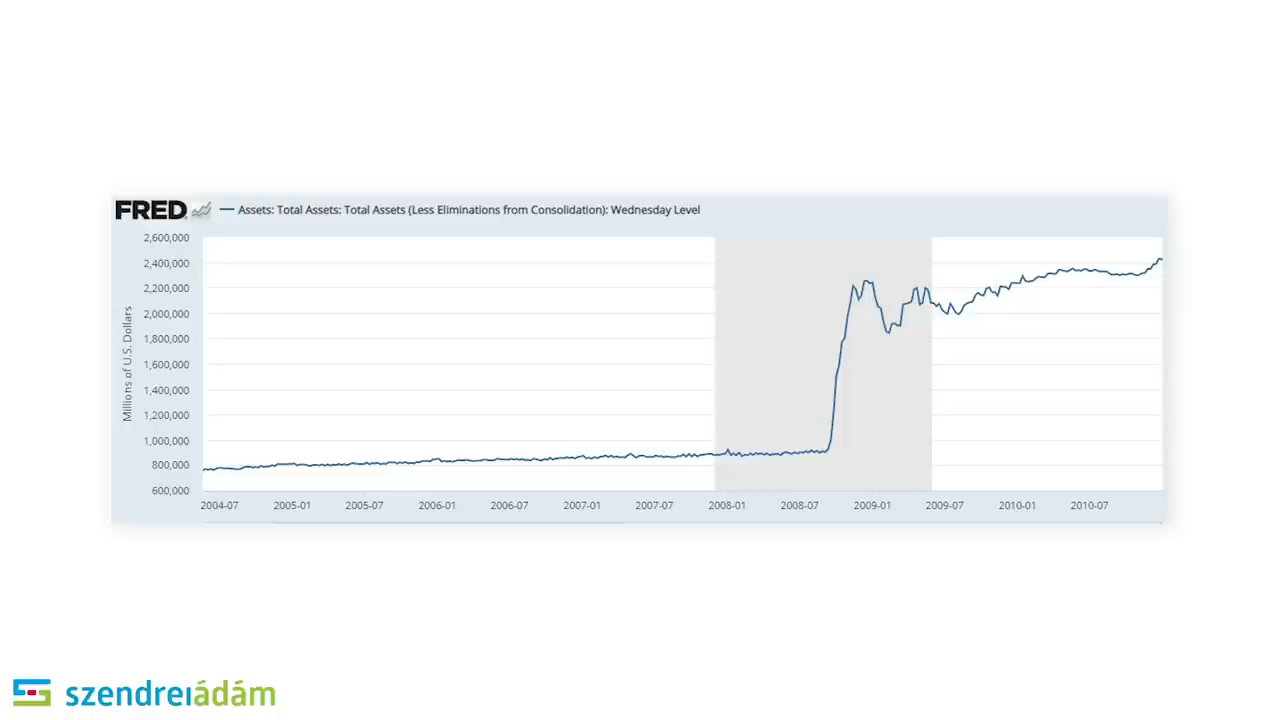 FRED
Assets: Total Assets: Total Assets (Less Eliminations from Consolidation): Wednesday Level
Millions of U.S. Dollars
2,600,000
2,400,000
2,200,000
2,000,000
1,800,000
1,600,000
1,400,000
1,200,000
1,000,000
800,000
600,000
2004-07 2005-01 2005-07 2006-01 2006-07 2007-01 2007-07 2008-01 2008-07 2009-01 2009-07 2010-01 2010-07
szendreiádám